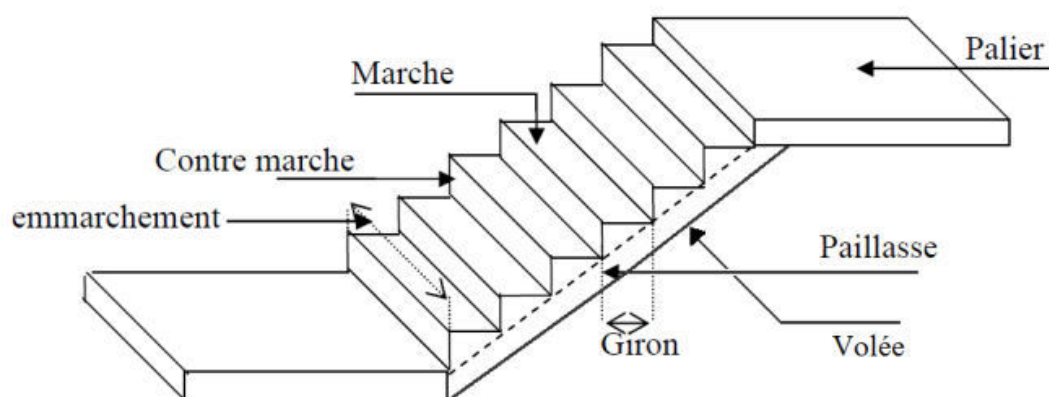 Palier
Marche
Contre marche
emmarchement
Paillasse
Giron
Volée